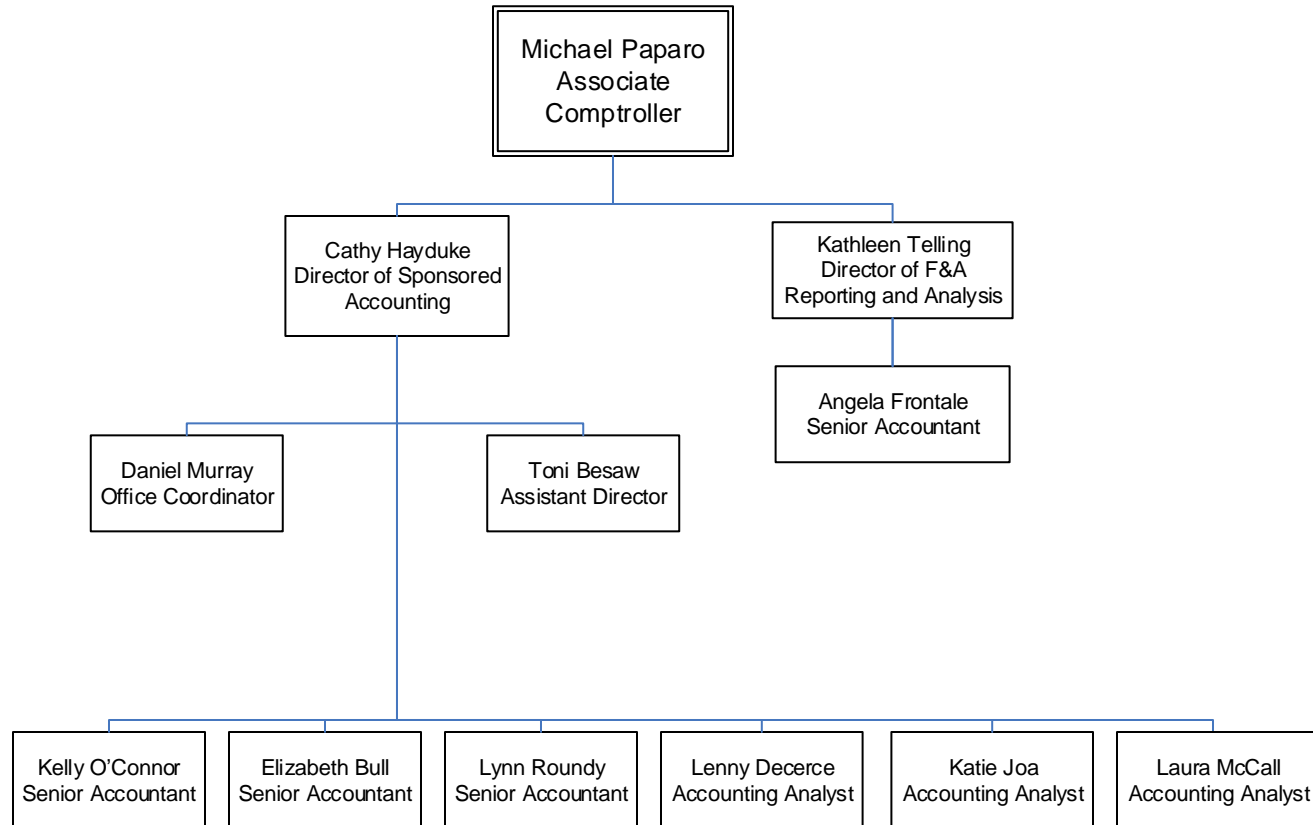 Michael Paparo
Associate
Comptroller
Cathy Hayduke
Director of Sponsored
Accounting
Kathleen Telling
Director of F&A
Reporting and Analysis
Angela Frontale
Senior Accountant
Daniel Murray
Office Coordinator
Toni Besaw
Assistant Director
Kelly O’Connor
Senior Accountant
Elizabeth Bull
Senior Accountant
Lynn Roundy
Senior Accountant
Lenny Decerce
Accounting Analyst
Katie Joa
Accounting Analyst
Laura McCall
Accounting Analyst